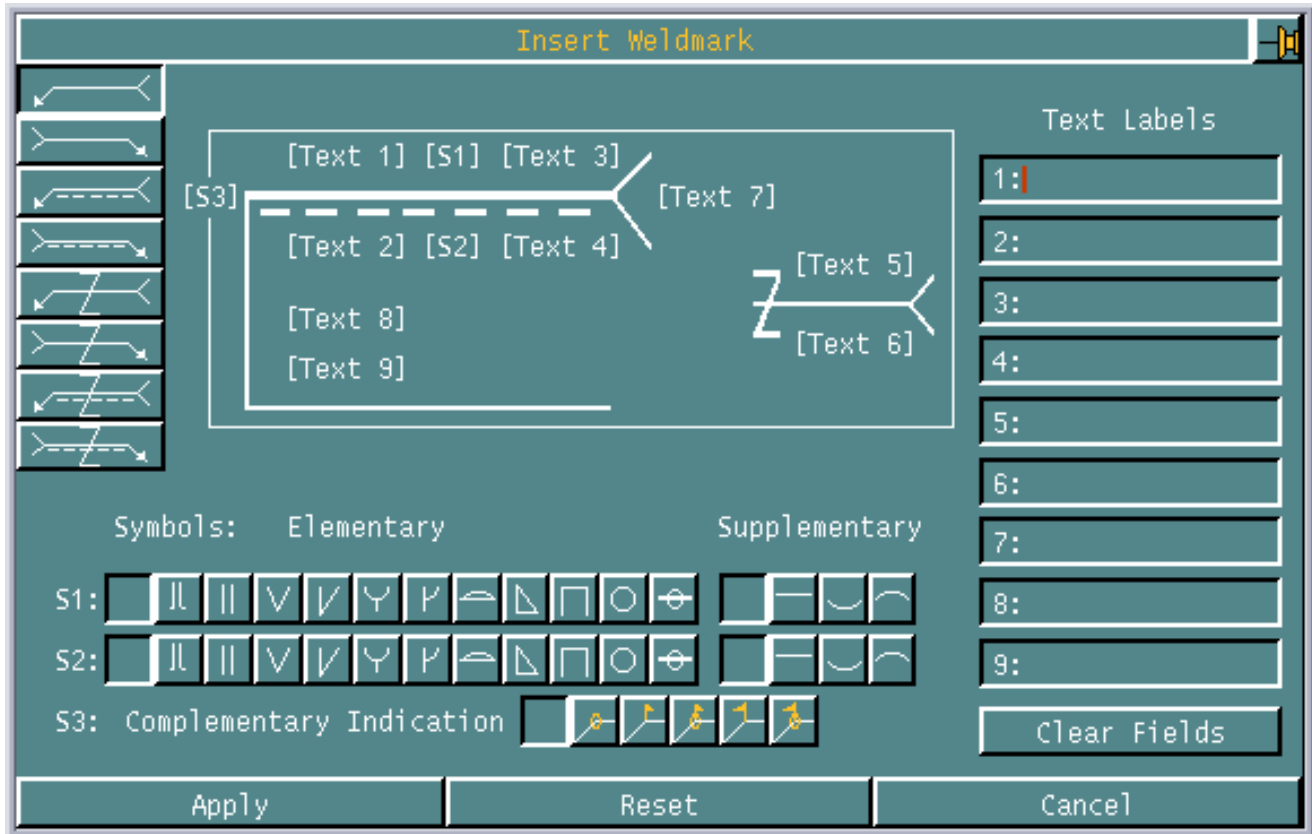 Insert Weldmark
Text Labels
[Text 1] [S1] [Text 3]
[S3]
[Text 7]
[Text 2] [S2] [Text 4]
[Text 5]
[Text 8]
[Text 6]
[Text 9]
1:
2:
3:
4:
5:
6:
7:
8:
9:
Symbols: Elementary Supplementary
S1:
S2:
S3: Complementary Indication
Clear Fields
Apply Reset Cancel